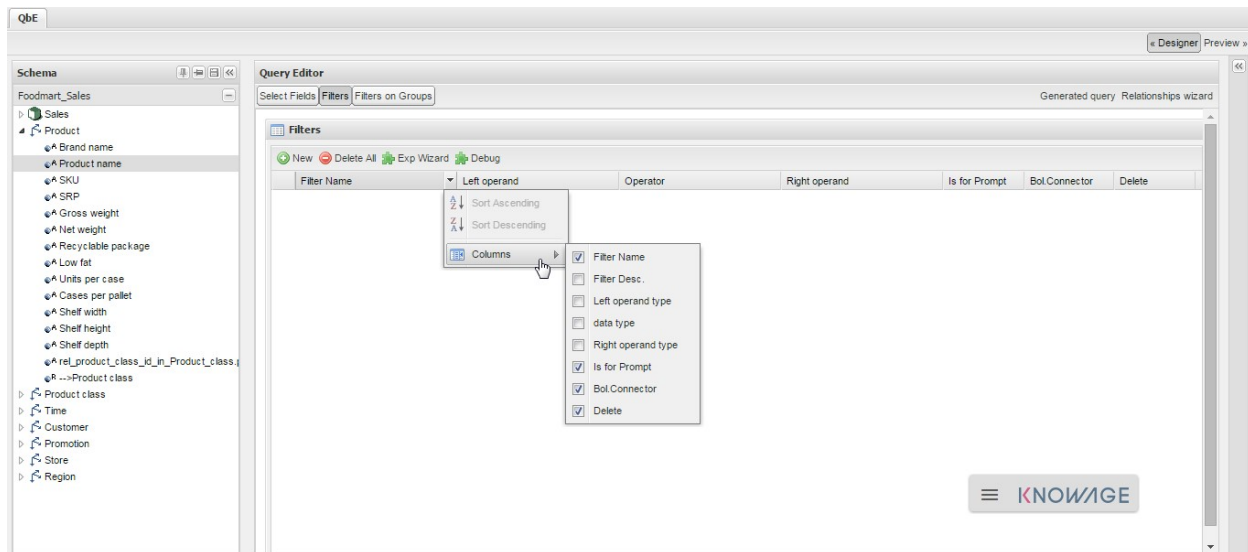 QbE
« Designer Preview »
Schema
Foodmart_Sales
Sales
Product
Brand name
Product name
SKU
SRP
Gross weight
Net weight
Recyclable package
Low fat
Units per case
Cases per pallet
Shelf width
Shelf height
Shelf depth
rel_product_class_id_in_Product_class.
-->Product class
Product class
Time
Customer
Promotion
Store
Region
Query Editor
Select Fields Filters Filters on Groups Generated query Relationships wizard
Filters
New Delete All Exp Wizard Debug
Filter Name Left operand Operator Right operand Is for Prompt Bol.Connector Delete
Sort Ascending
Sort Descending
Columns
Filter Name
Filter Desc.
Left operand type
data type
Right operand type
Is for Prompt
Bol.Connector
Delete
KNOWAGE